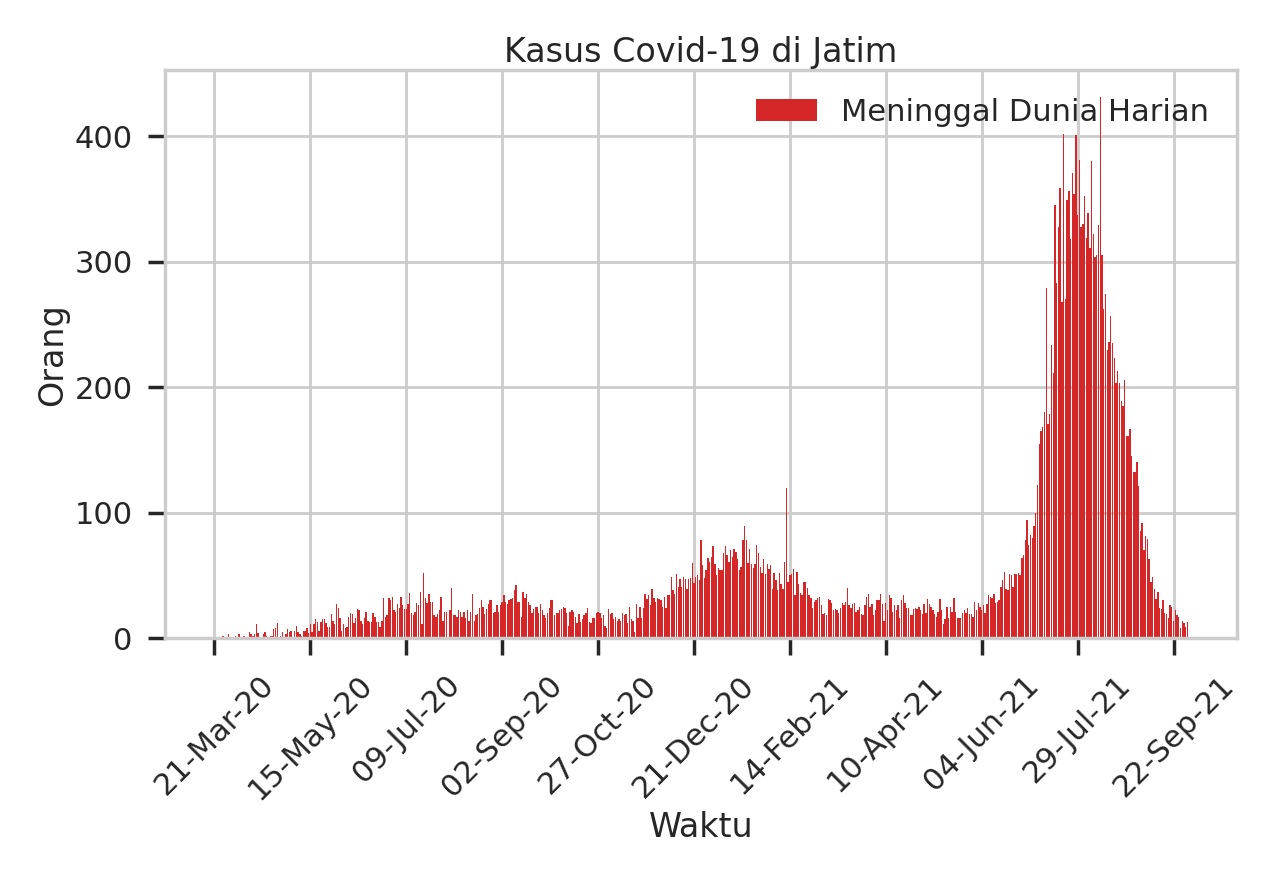 Kasus Covid-19 di Jatim
Meninggal Dunia Harian
400
300
200
100
0
Orang
21-Mar-20
15-May-20
09-Jul-20
02-Sep-20
27-Oct-20
21-Dec-20
14-Feb-21
10-Apr-21
04-Jun-21
29-Jul-21
22-Sep-21
Waktu